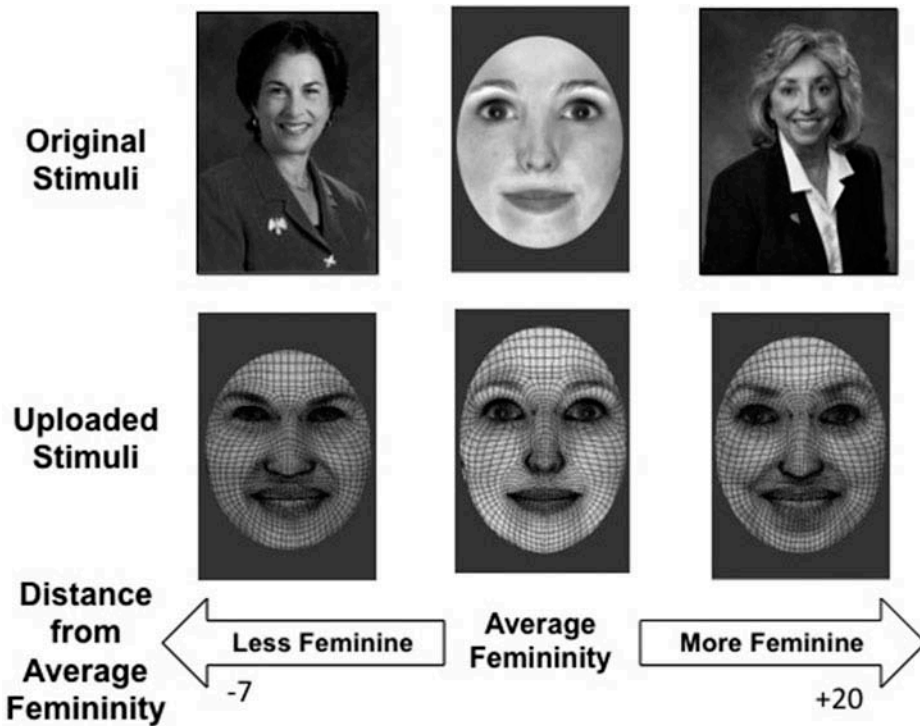 Original
Stimuli
Uploaded
Stimuli
Distance
from
Average
Femininity
Less Feminine
Average
Femininity
More Feminine
-7
+20